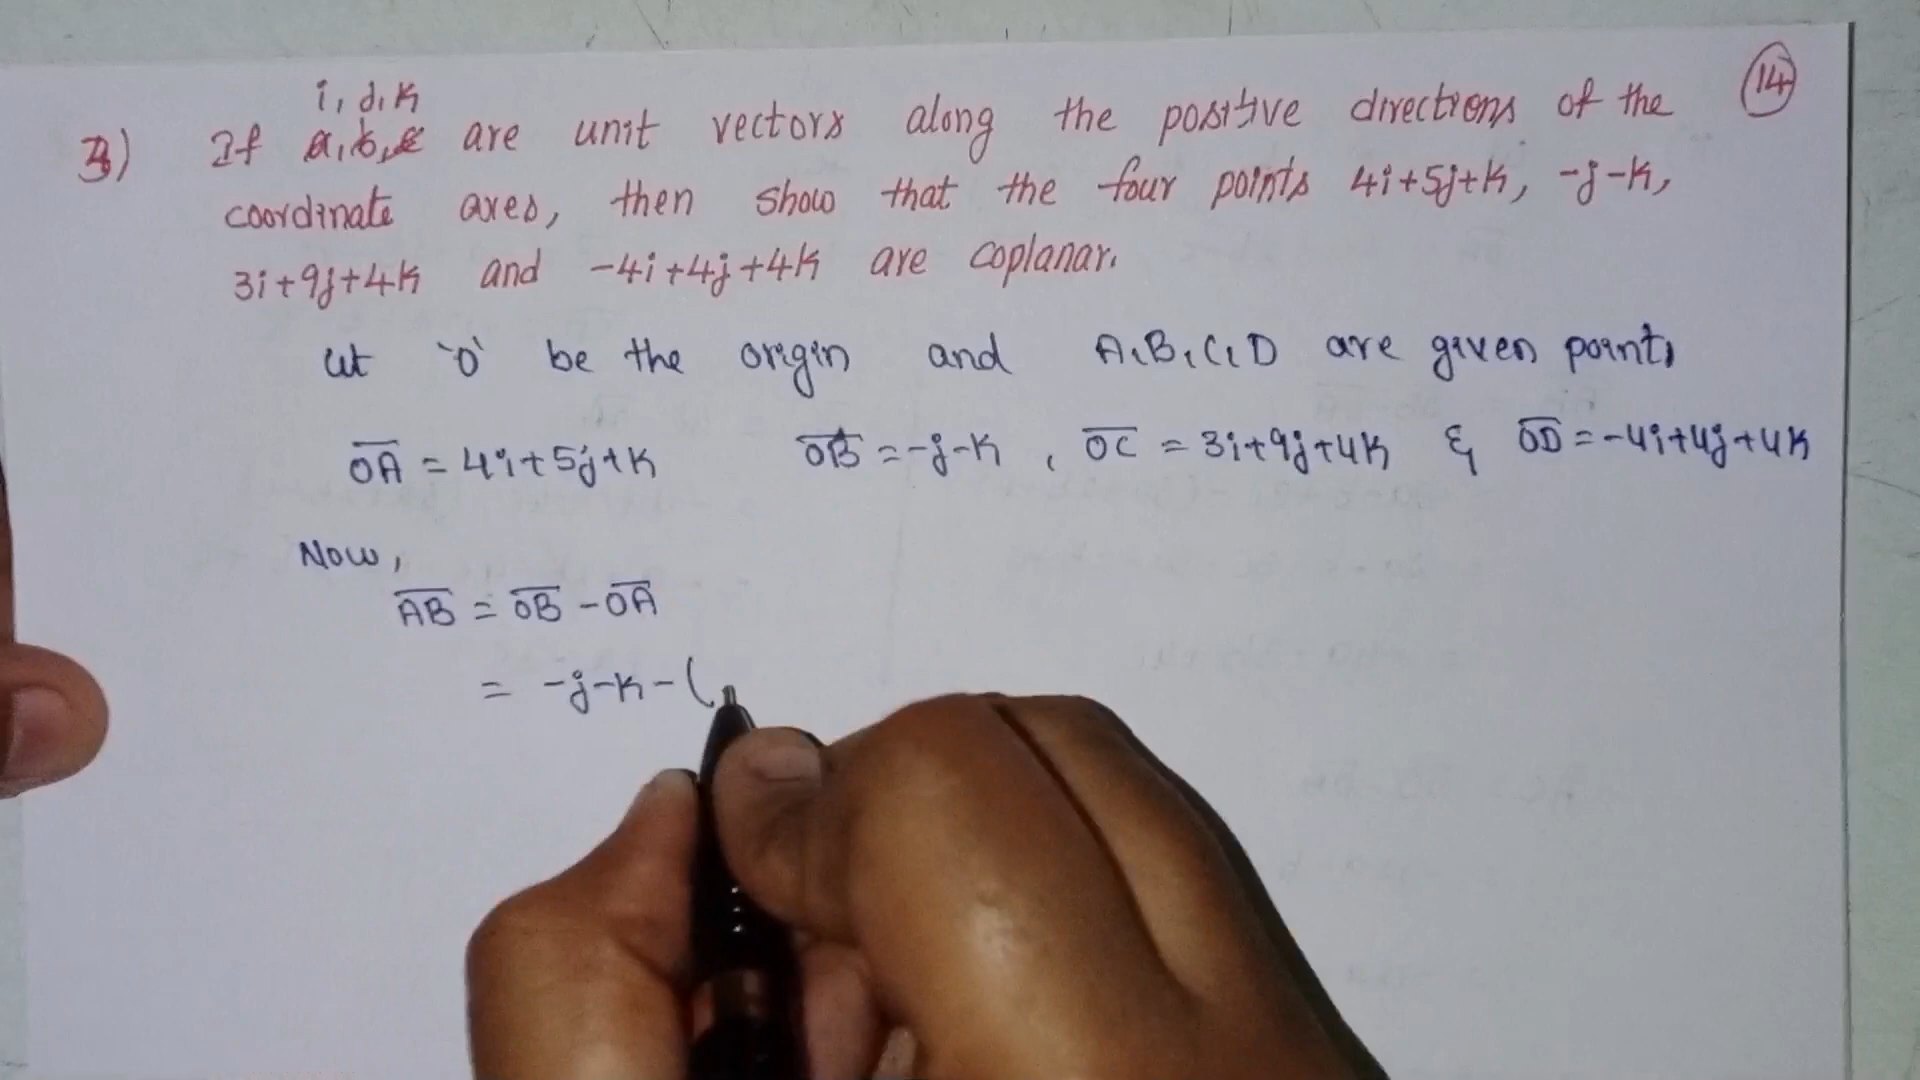 14
i, j, k
3) If a, b, c are unit vectors along the positive directions of the
coordinate axes, then show that the four points 4i+5j+k, -j-k,
3i+9j+4k and -4i+4j+4k are coplanar.
Let 'O' be the origin and A, B, C, D are given points
OA = 4i+5j+k OB = -j-k , OC = 3i+9j+4k & OD = -4i+4j+4k
Now,
AB = OB - OA
= -j-k-(